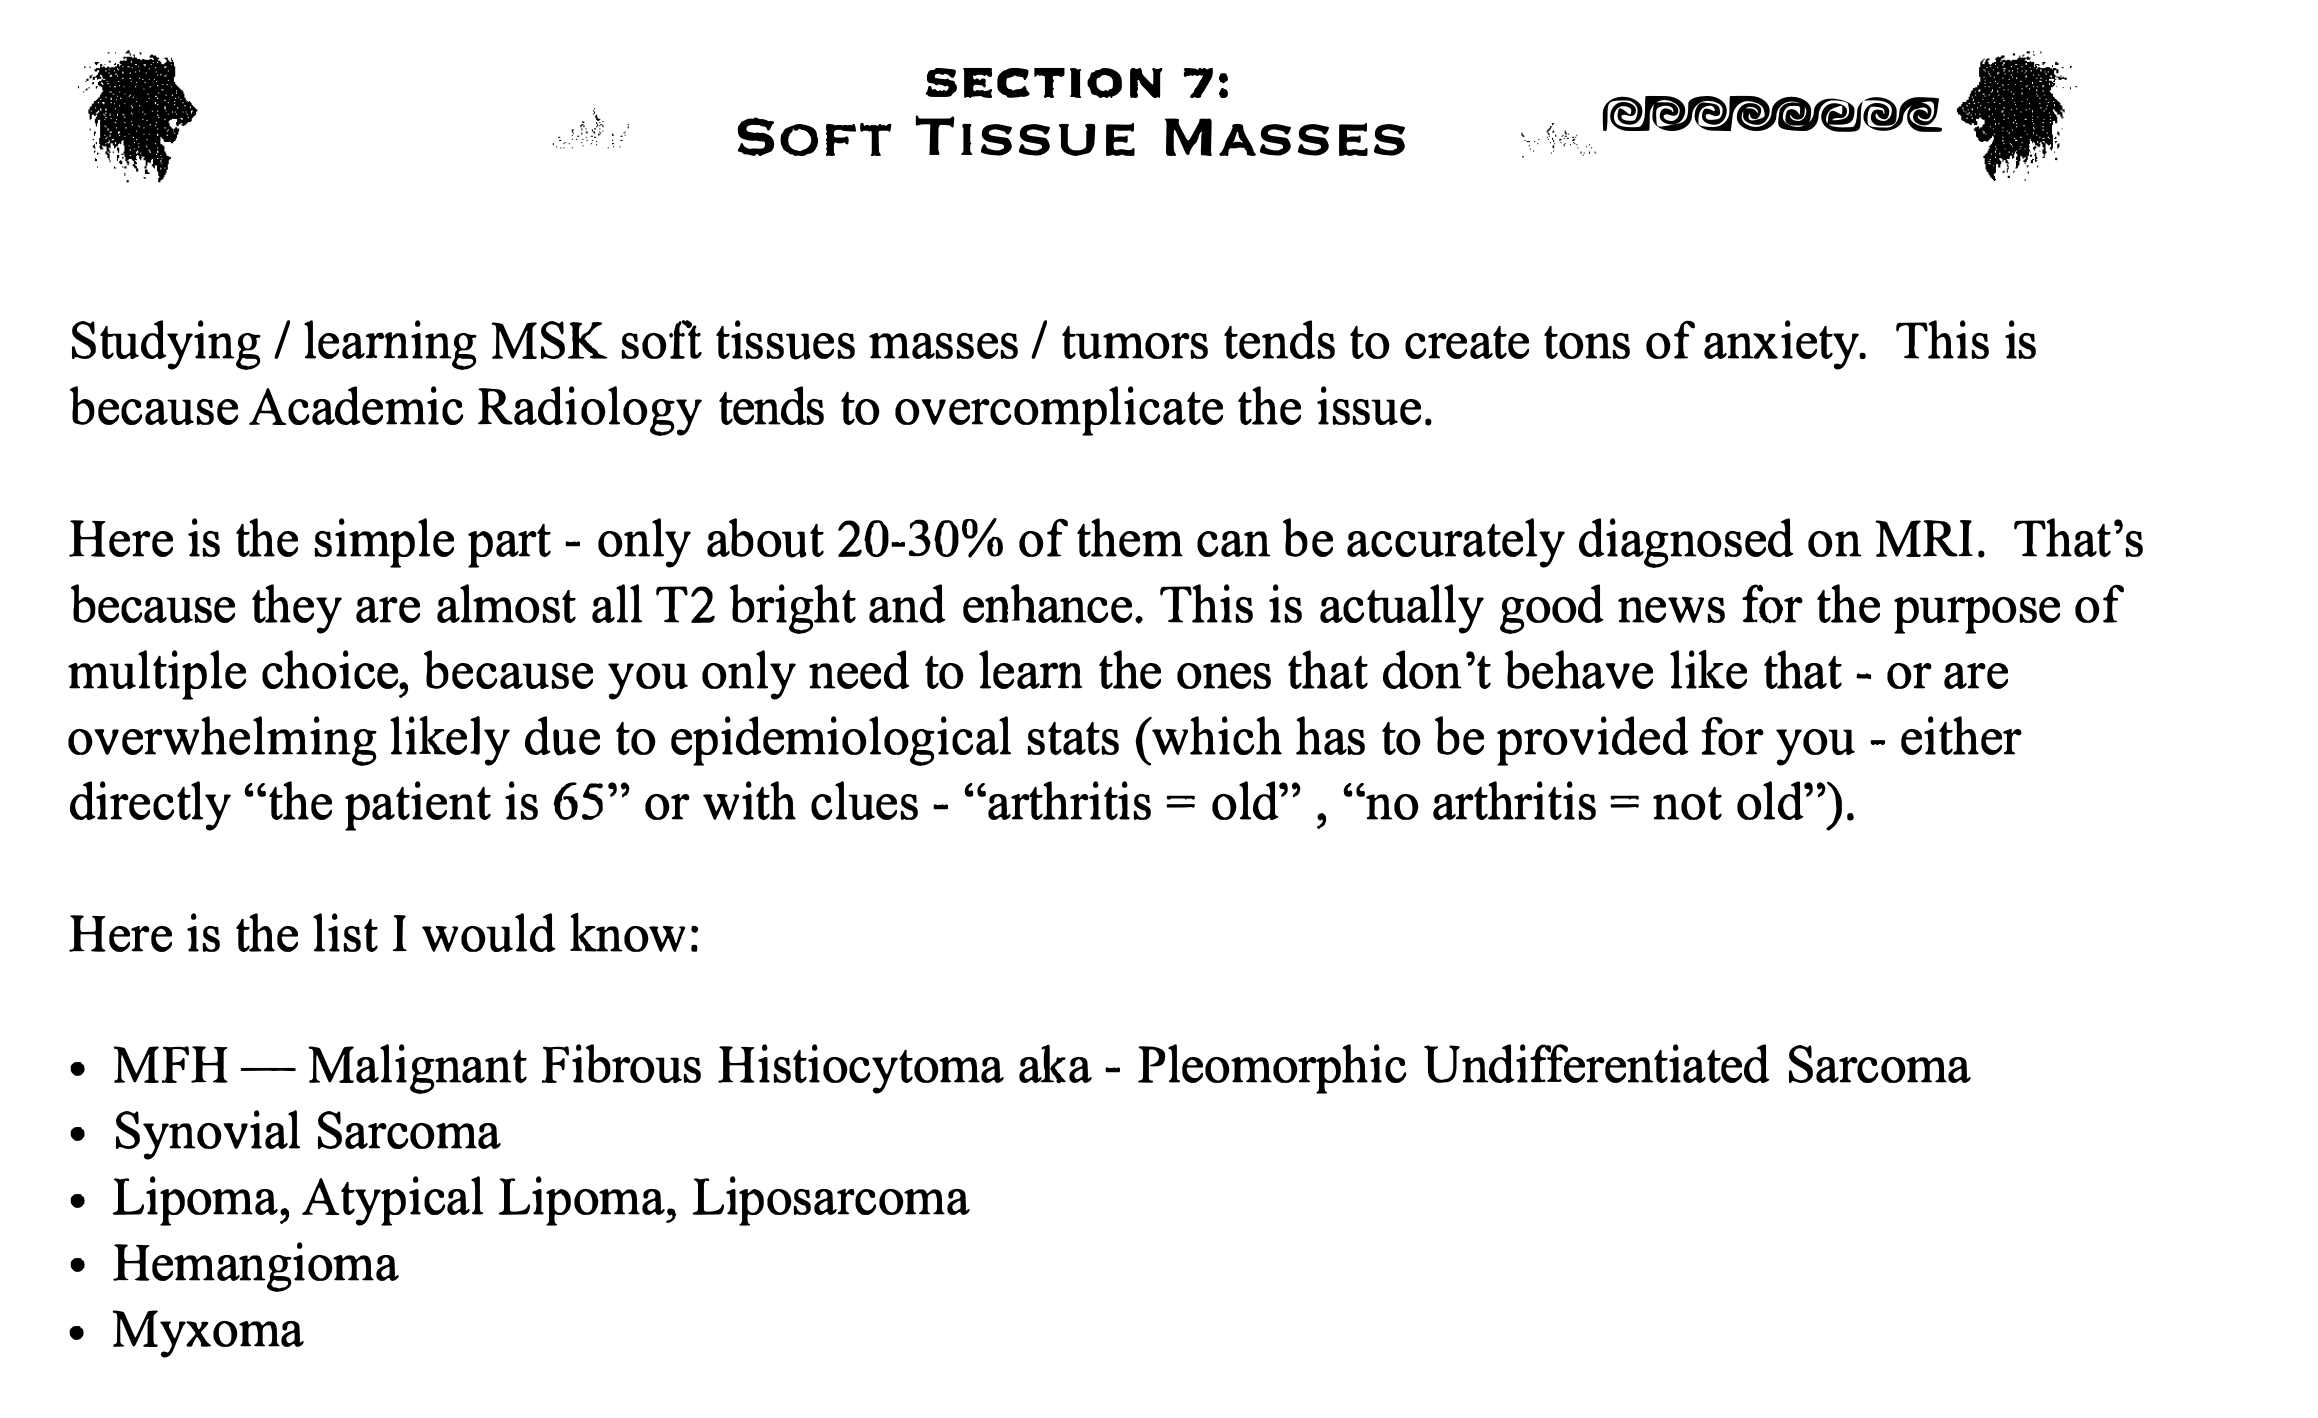 SECTION 7:
SOFT TISSUE MASSES
Studying / learning MSK soft tissues masses / tumors tends to create tons of anxiety. This is
because Academic Radiology tends to overcomplicate the issue.
Here is the simple part - only about 20-30% of them can be accurately diagnosed on MRI. That’s
because they are almost all T2 bright and enhance. This is actually good news for the purpose of
multiple choice, because you only need to learn the ones that don’t behave like that - or are
overwhelming likely due to epidemiological stats (which has to be provided for you - either
directly “the patient is 65” or with clues - “arthritis = old” , “no arthritis = not old”).
Here is the list I would know:
• MFH — Malignant Fibrous Histiocytoma aka - Pleomorphic Undifferentiated Sarcoma
• Synovial Sarcoma
• Lipoma, Atypical Lipoma, Liposarcoma
• Hemangioma
• Myxoma